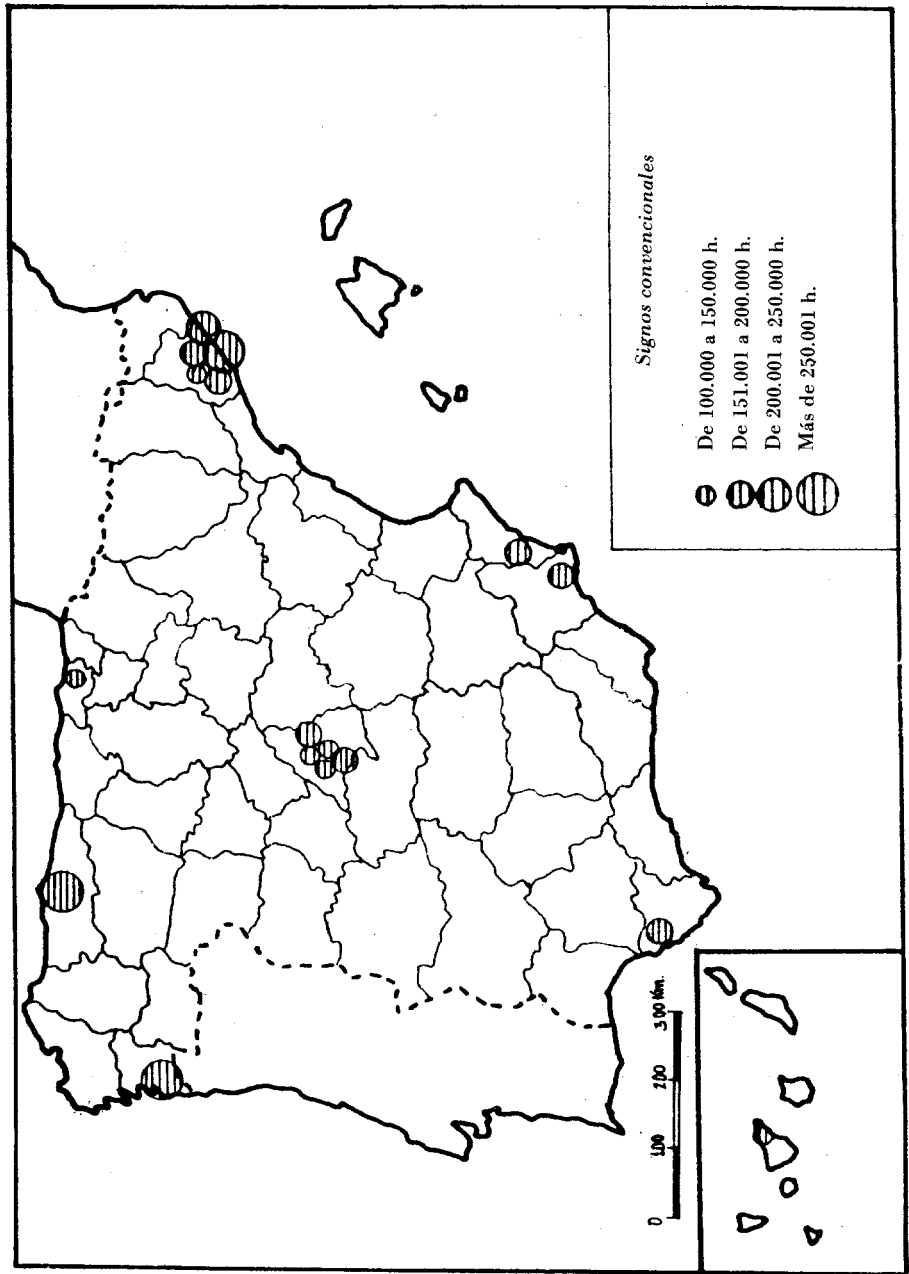 Signos convencionales
De 100.000 a 150.000 h.
De 151.001 a 200.000 h.
De 200.001 a 250.000 h.
Más de 250.001 h.
0 100 200 300 Km.